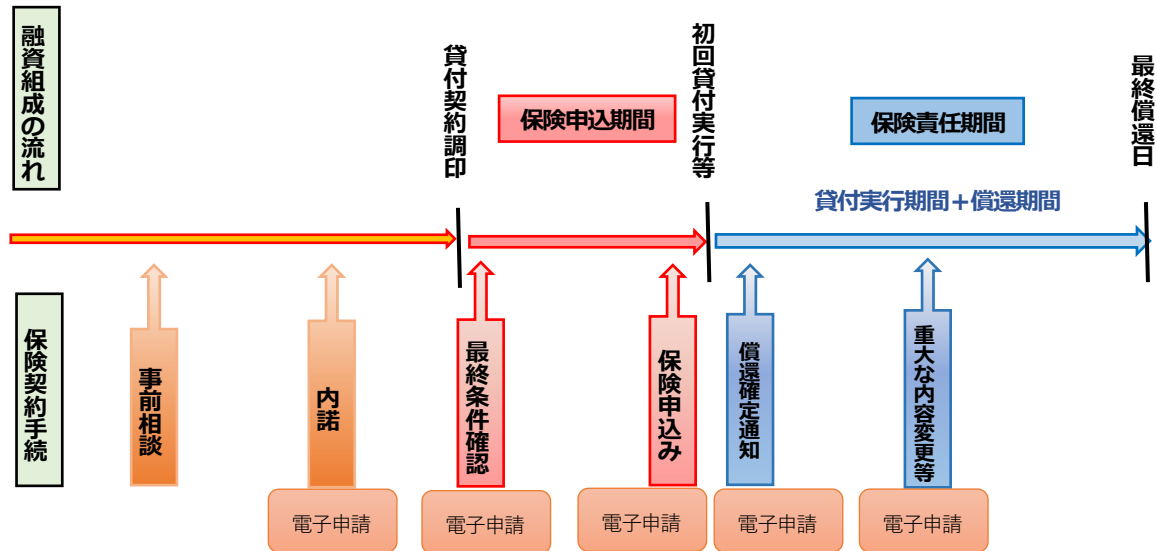 融資組成の流れ
貸付契約調印
保険申込期間
初回貸付実行等
保険責任期間
最終償還日
貸付実行期間＋償還期間
保険契約手続
事前相談
内諾
最終条件確認
保険申込み
償還確定通知
重大な内容変更等
電子申請
電子申請
電子申請
電子申請
電子申請